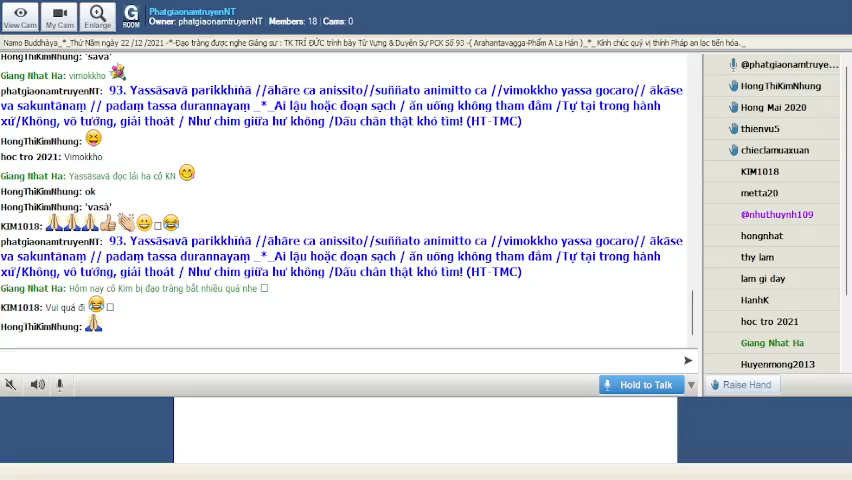 View Cam
My Cam
Enlarge
G
ROOM
PhatgiaonamtruyenNT
Owner: phatgiaonamtruyenNT , Members: 18 | Cams: 0
Namo Buddhàya_*_Thứ Năm ngày 22 /12 /2021 -*-Đạo tràng được nghe Giảng sư : TK TRÍ ĐỨC trình bày Từ Vựng & Duyên Sự PCK Số 93 -( Arahantavagga-Phẩm A La Hán )_*_ Kính chúc quý vị thính Pháp an lạc tiến hóa._
HongThiKimNhung: 'sava'
Giang Nhat Ha: vimokkho
phatgiaonamtruyenNT: 93. Yassāsavā parikkhīṇā //āhāre ca anissito//suññato animitto ca //vimokkho yassa gocaro// ākāse
va sakuntānaṃ // padaṃ tassa durannayaṃ _*_Ai lậu hoặc đoạn sạch / ăn uống không tham đắm /Tự tại trong hành
xứ/Không, vô tướng, giải thoát / Như chim giữa hư không /Dấu chân thật khó tìm! (HT-TMC)
HongThiKimNhung:
hoc tro 2021: Vimokkho
Giang Nhat Ha: Yassāsavā đọc lái ha cô KN
HongThiKimNhung: ok
HongThiKimNhung: 'vasà'
KIM1018:
phatgiaonamtruyenNT: 93. Yassāsavā parikkhīṇā //āhāre ca anissito//suññato animitto ca //vimokkho yassa gocaro// ākāse
va sakuntānaṃ // padaṃ tassa durannayaṃ _*_Ai lậu hoặc đoạn sạch / ăn uống không tham đắm /Tự tại trong hành
xứ/Không, vô tướng, giải thoát / Như chim giữa hư không /Dấu chân thật khó tìm! (HT-TMC)
Giang Nhat Ha: Hôm nay cô Kim bị đạo tràng bắt nhiều quá nhe
KIM1018: Vui quá đi
HongThiKimNhung:
Hold to Talk
@phatgiaonamtruye...
HongThiKimNhung
Hong Mai 2020
thienvu5
chieclamuaxuan
KIM1018
metta20
@nhuthuynh109
hongnhat
thy lam
lam gi day
HanhK
hoc tro 2021
Giang Nhat Ha
Huyenmong2013
Raise Hand